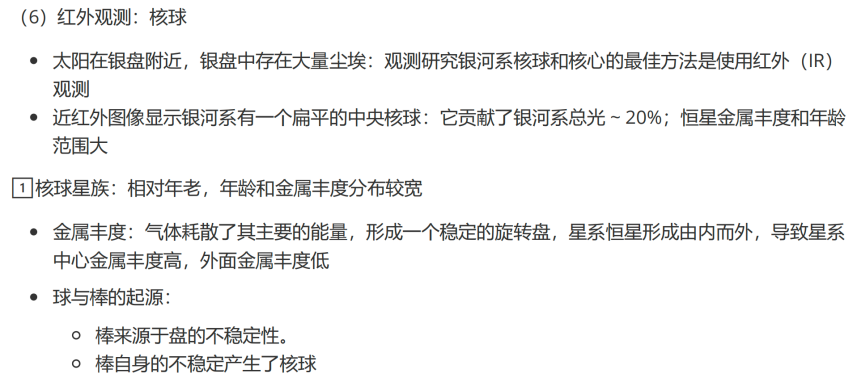 （6）红外观测：核球
太阳在银盘附近，银盘中存在大量尘埃：观测研究银河系核球和核心的最佳方法是使用红外（IR）
观测
近红外图像显示银河系有一个扁平的中央核球：它贡献了银河系总光 ~ 20%；恒星金属丰度和年龄
范围大
1 核球星族：相对年老，年龄和金属丰度分布较宽
金属丰度：气体耗散了其主要的能量，形成一个稳定的旋转盘，星系恒星形成由内而外，导致星系
中心金属丰度高，外面金属丰度低
球与棒的起源：
棒来源于盘的不稳定性。
棒自身的不稳定产生了核球